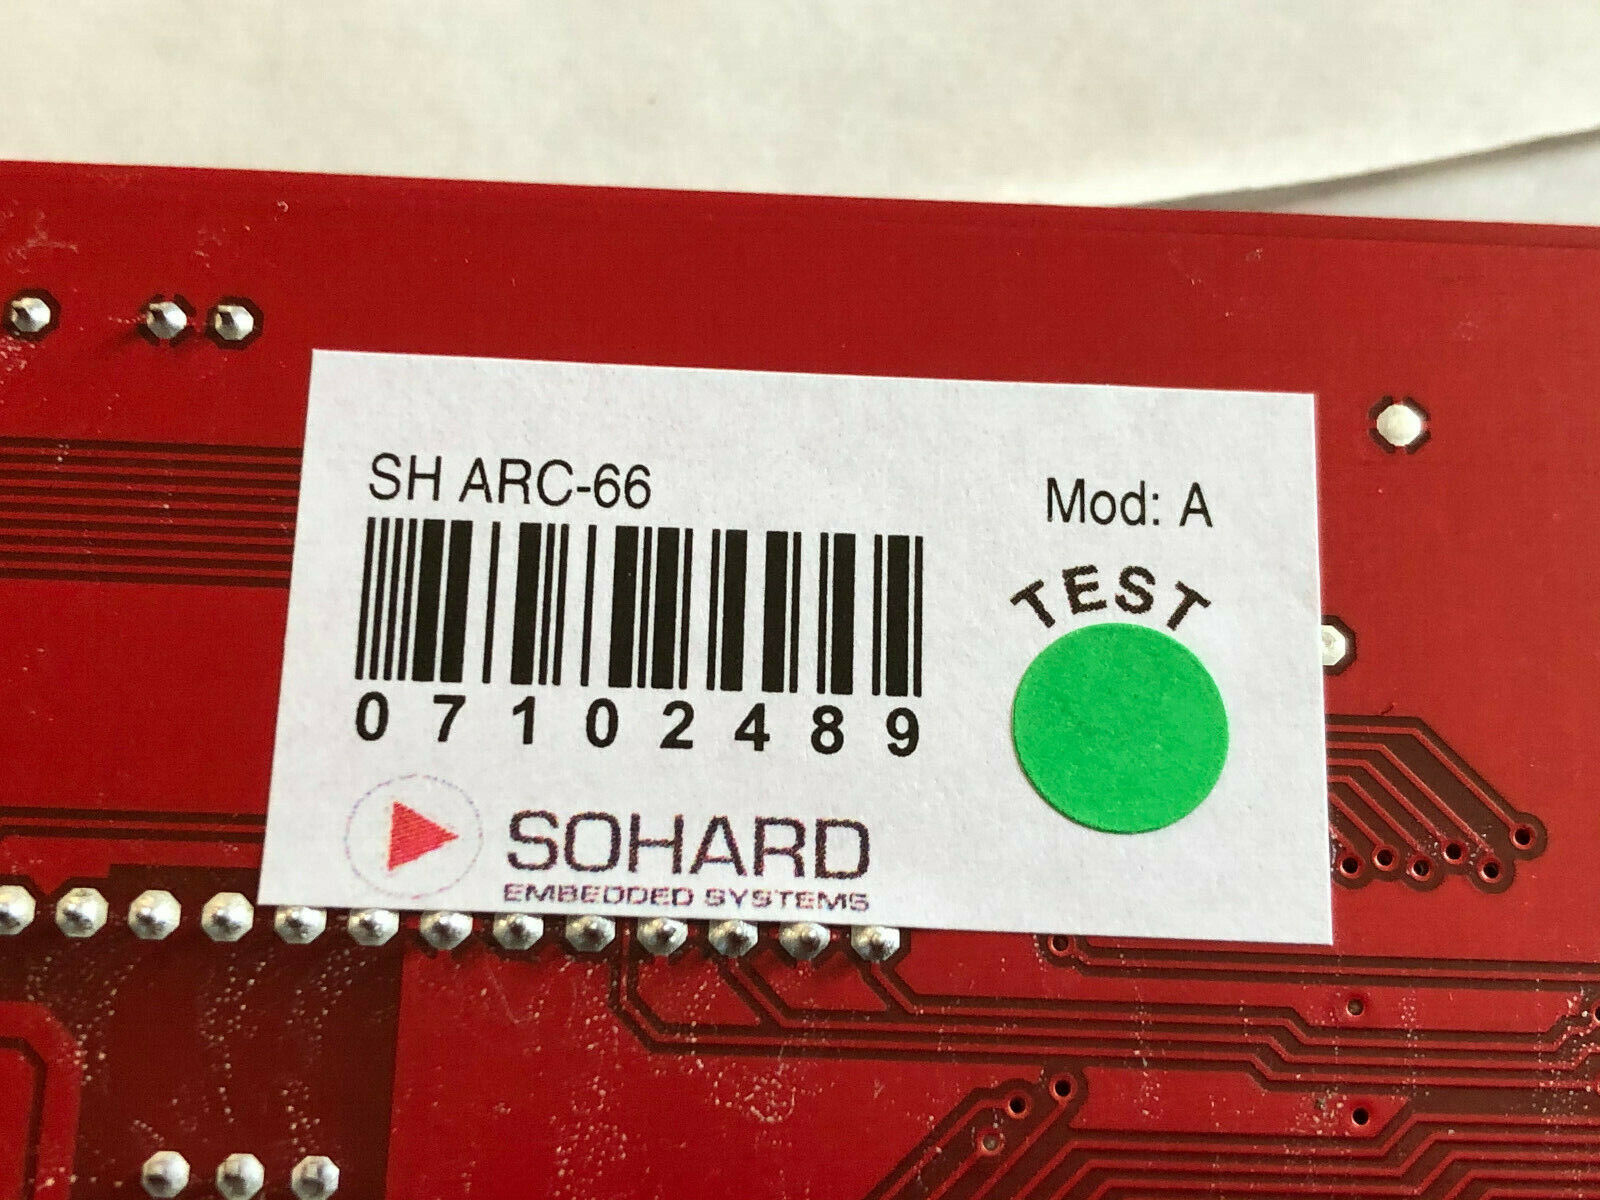 SH ARC-66
Mod: A
TEST
07102489
SOHARD
EMBEDDED SYSTEMS